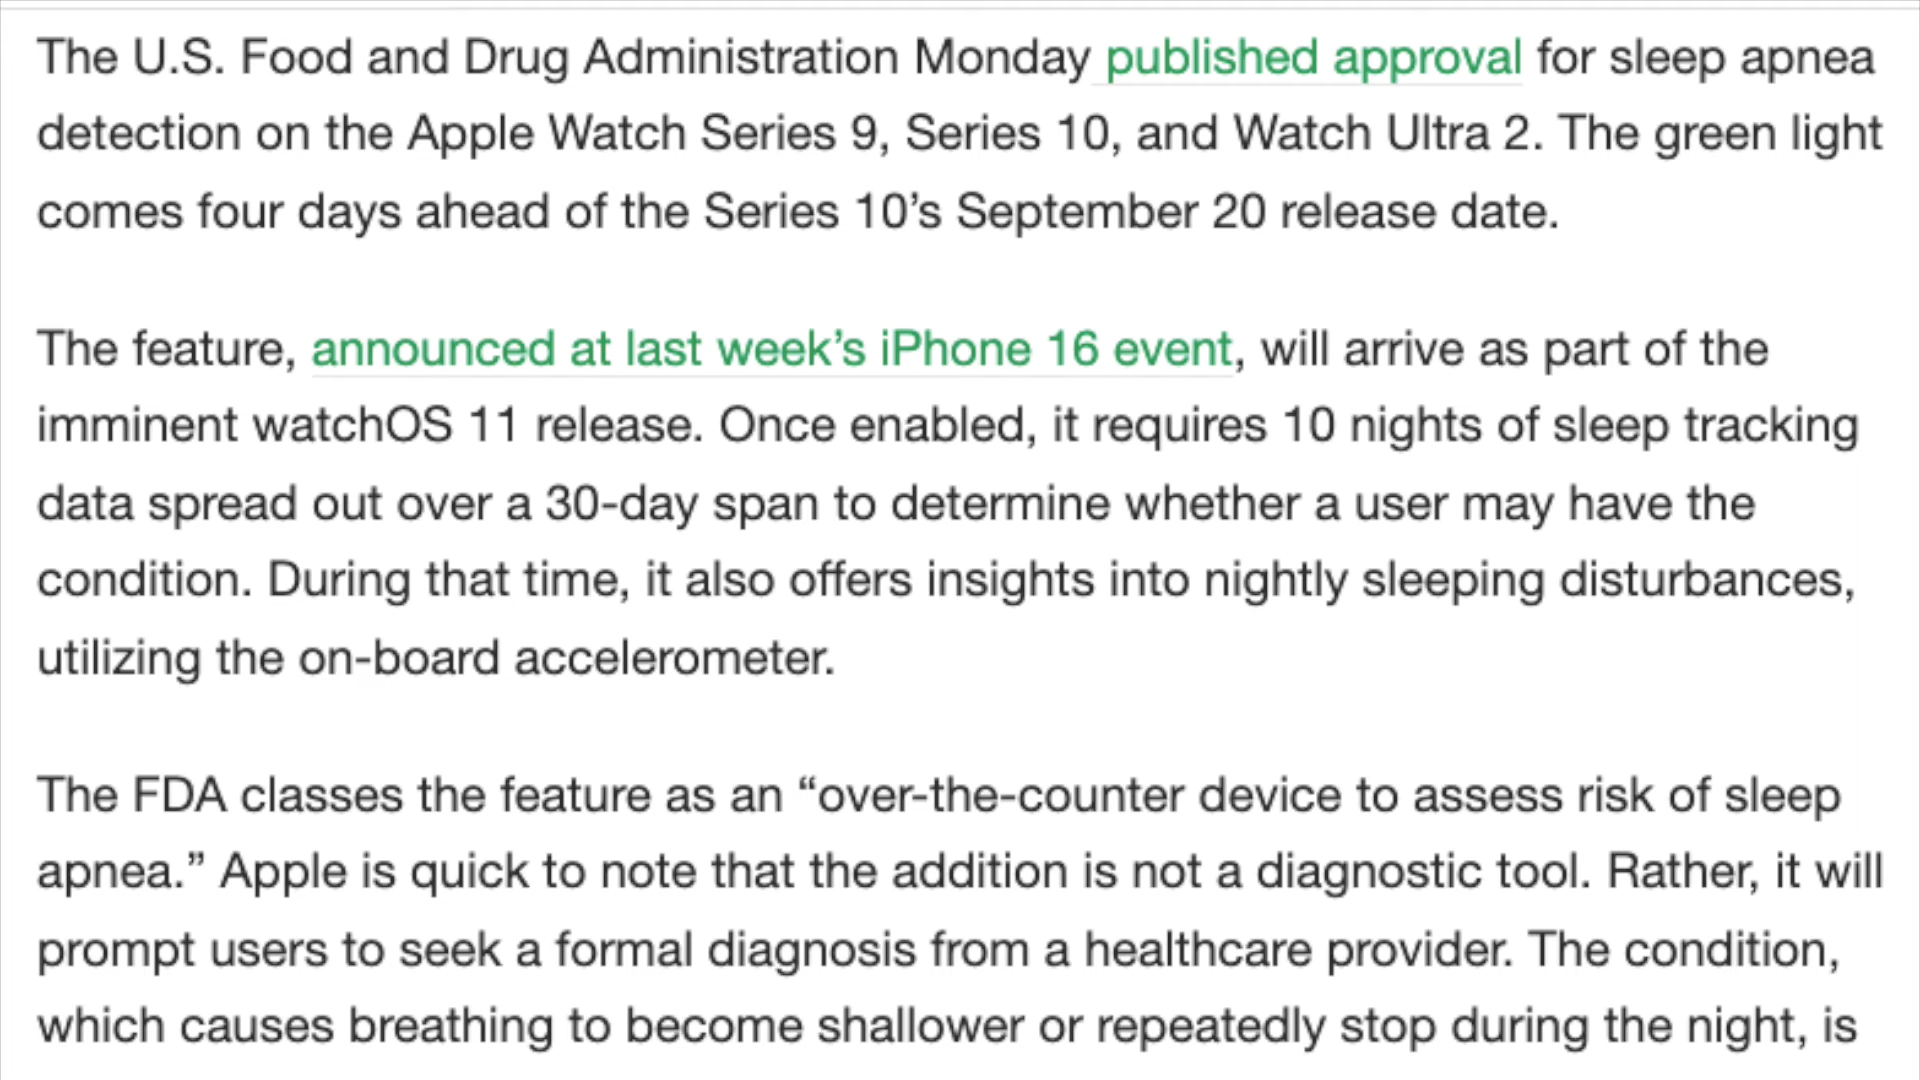 The U.S. Food and Drug Administration Monday published approval for sleep apnea
detection on the Apple Watch Series 9, Series 10, and Watch Ultra 2. The green light
comes four days ahead of the Series 10’s September 20 release date.
The feature, announced at last week’s iPhone 16 event, will arrive as part of the
imminent watchOS 11 release. Once enabled, it requires 10 nights of sleep tracking
data spread out over a 30-day span to determine whether a user may have the
condition. During that time, it also offers insights into nightly sleeping disturbances,
utilizing the on-board accelerometer.
The FDA classes the feature as an “over-the-counter device to assess risk of sleep
apnea.” Apple is quick to note that the addition is not a diagnostic tool. Rather, it will
prompt users to seek a formal diagnosis from a healthcare provider. The condition,
which causes breathing to become shallower or repeatedly stop during the night, is